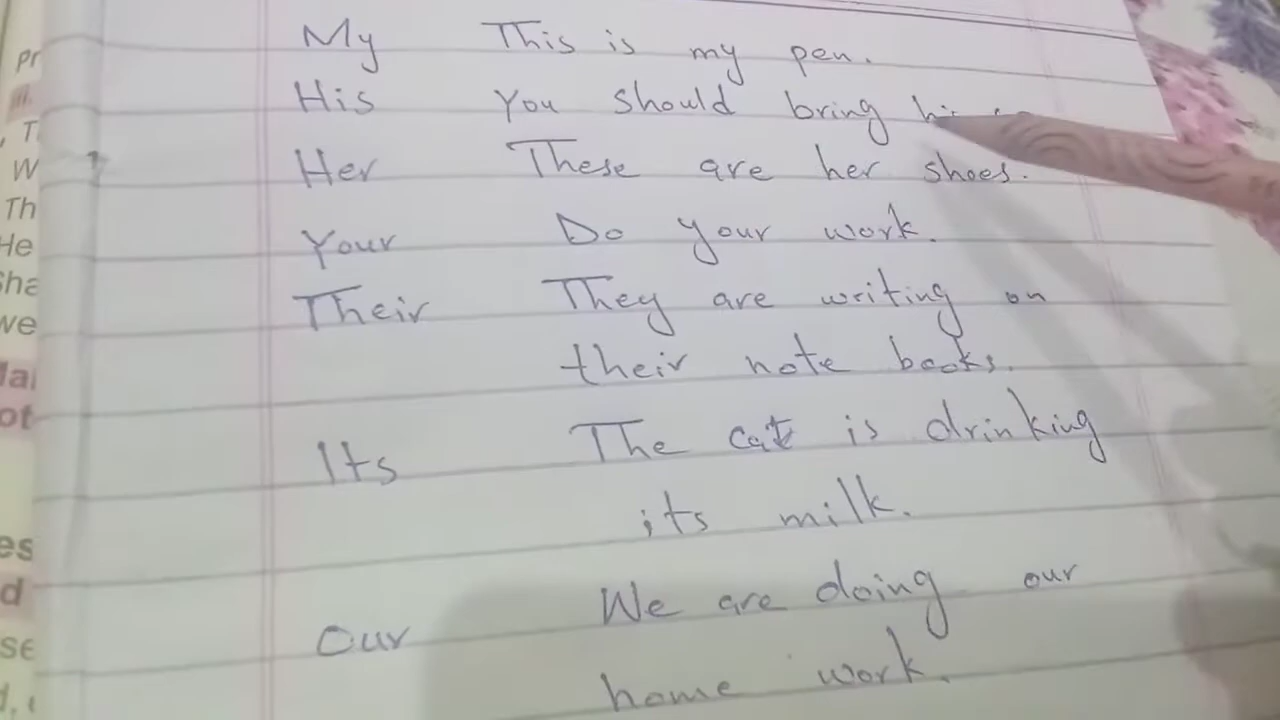 My This is my pen.
His You should bring
Her These are her shoes.
Your Do your work.
Their They are writing on
their note books.
Its The cat is drinking
its milk.
Our We are doing our
home work.